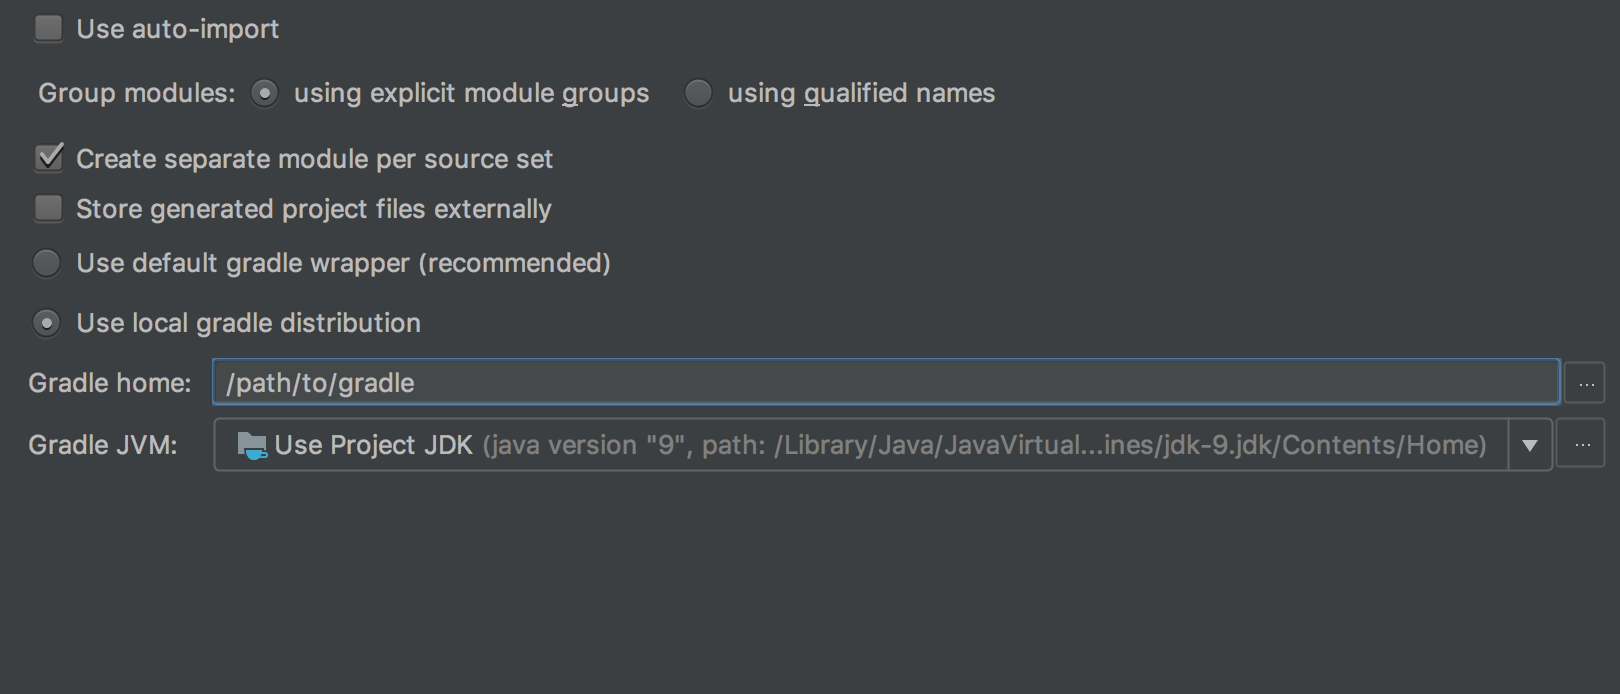 Use auto-import
Group modules: using explicit module groups using qualified names
Create separate module per source set
Store generated project files externally
Use default gradle wrapper (recommended)
Use local gradle distribution
Gradle home: /path/to/gradle ...
Gradle JVM: Use Project JDK (java version "9", path: /Library/Java/JavaVirtual...ines/jdk-9.jdk/Contents/Home) ...